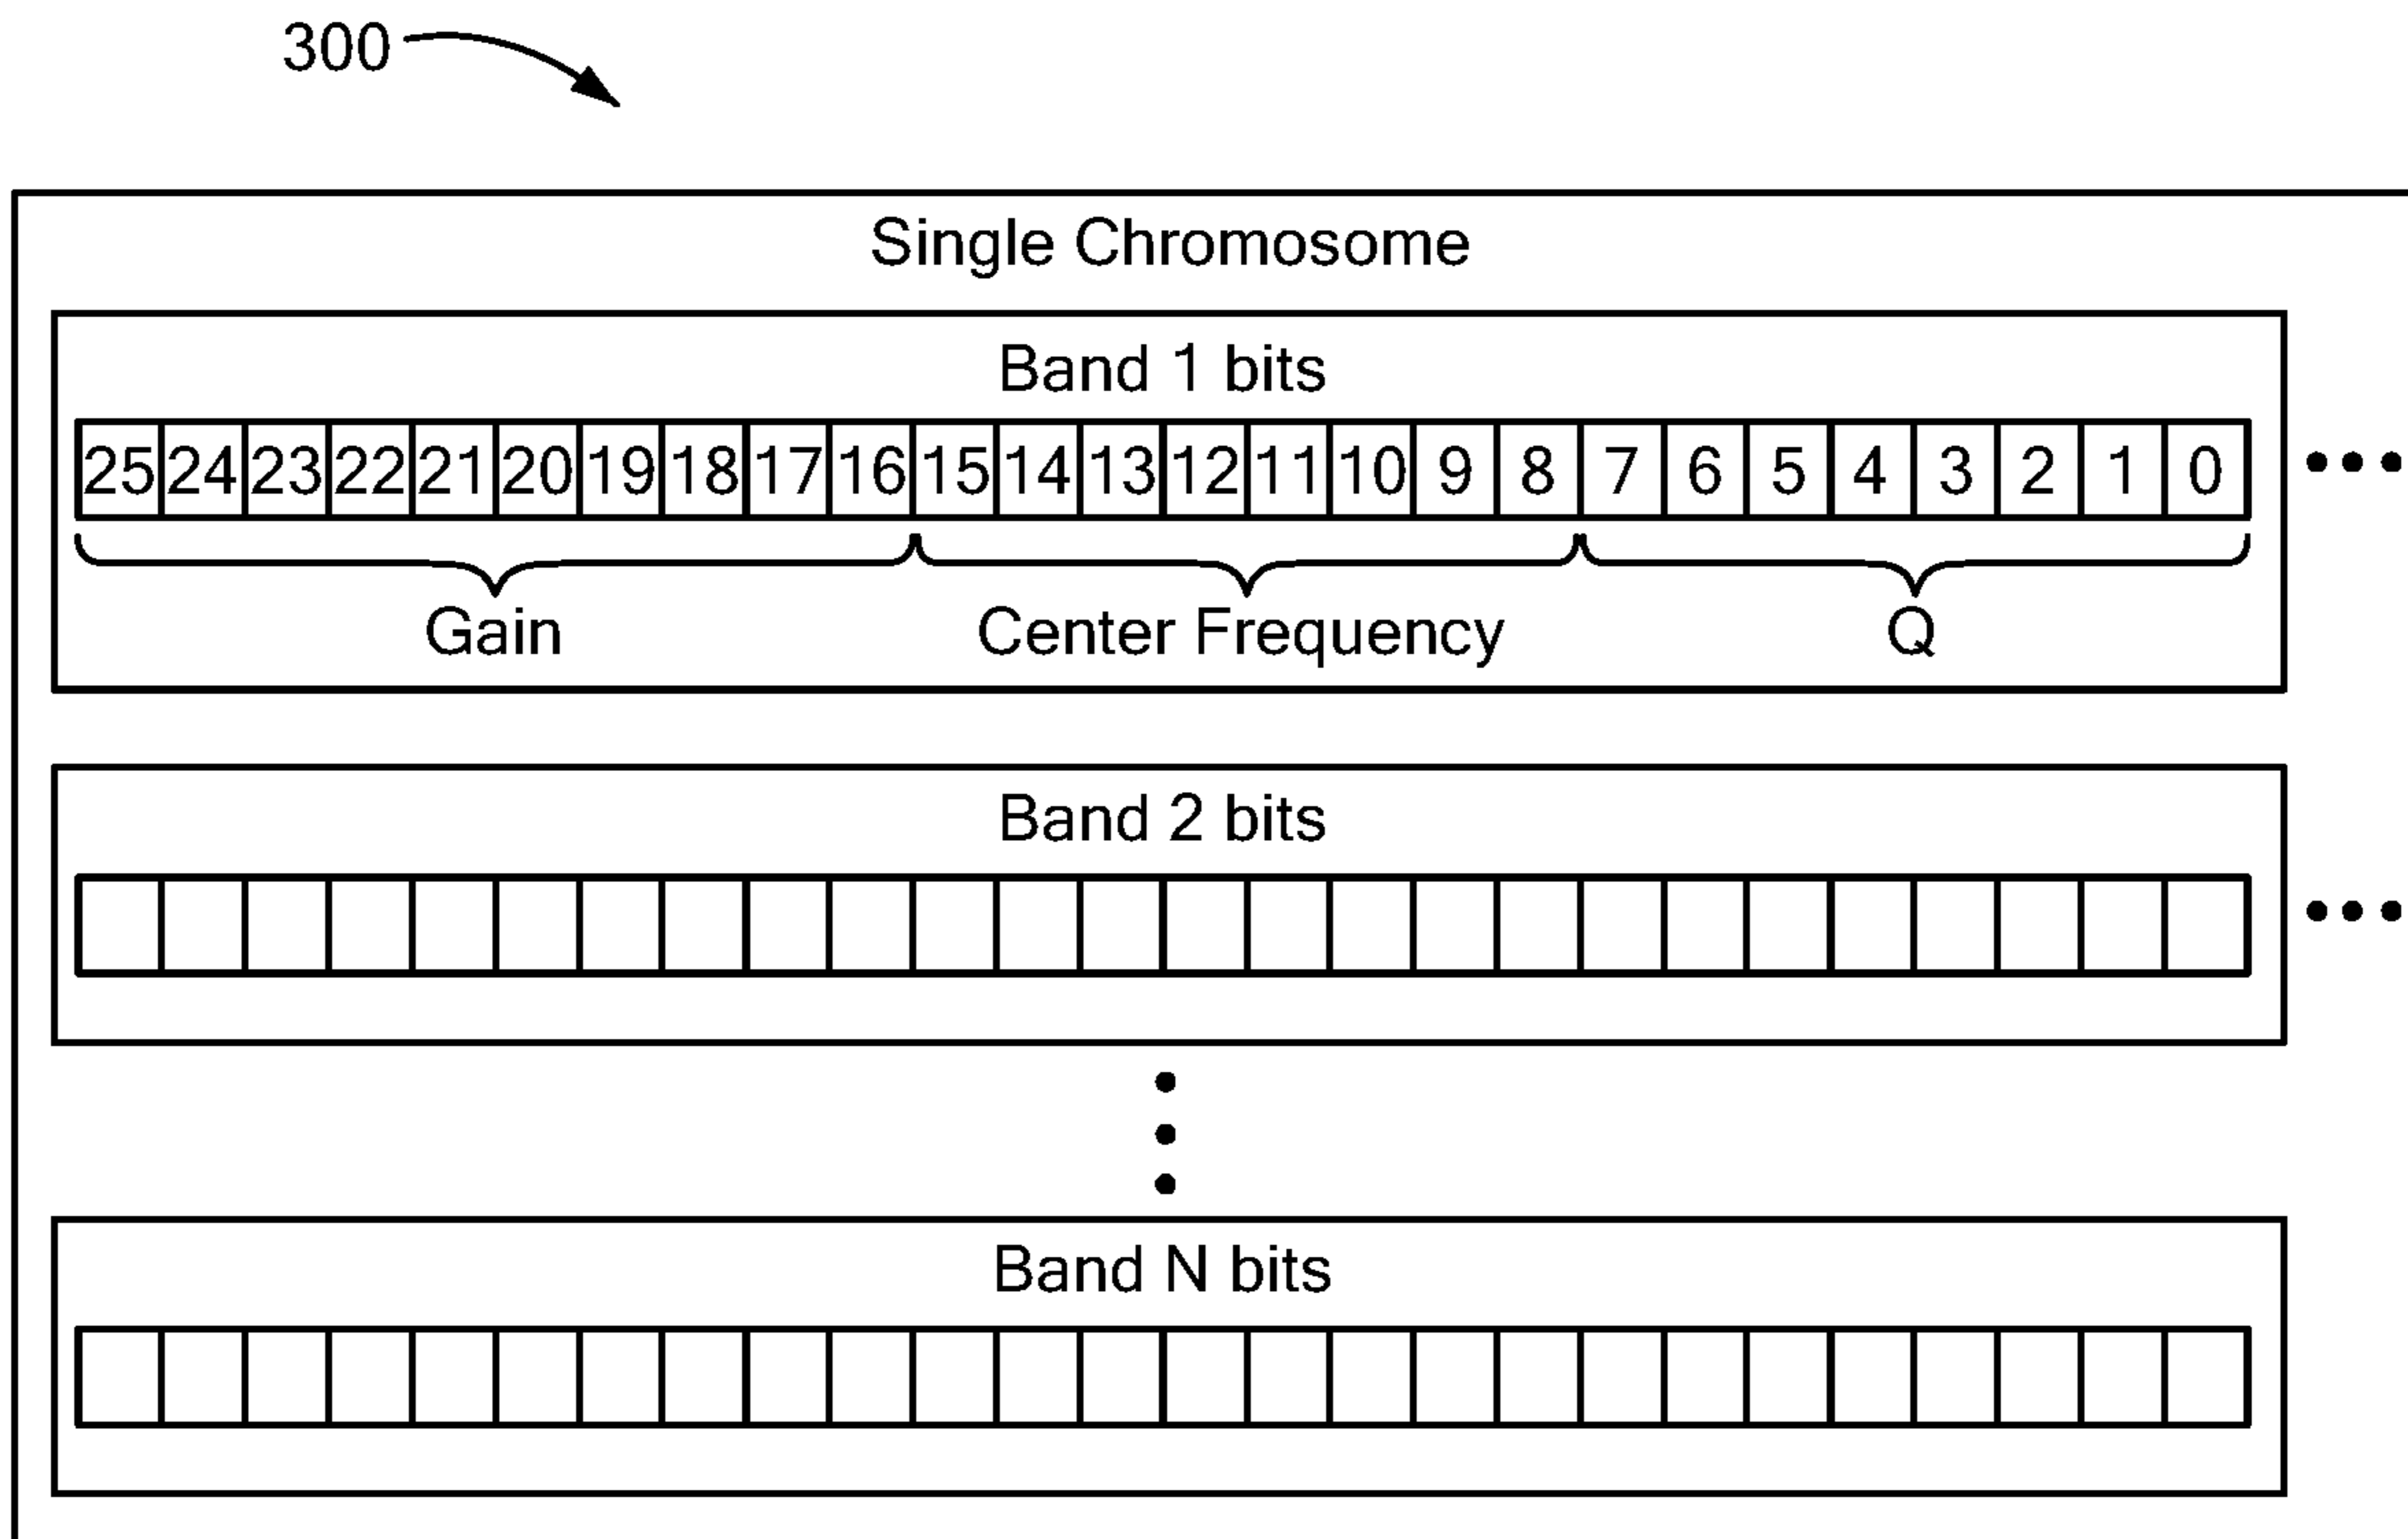 300
Single Chromosome
Band 1 bits
25 24 23 22 21 20 19 18 17 16 15 14 13 12 11 10 9 8 7 6 5 4 3 2 1 0
Gain Center Frequency Q
Band 2 bits
Band N bits